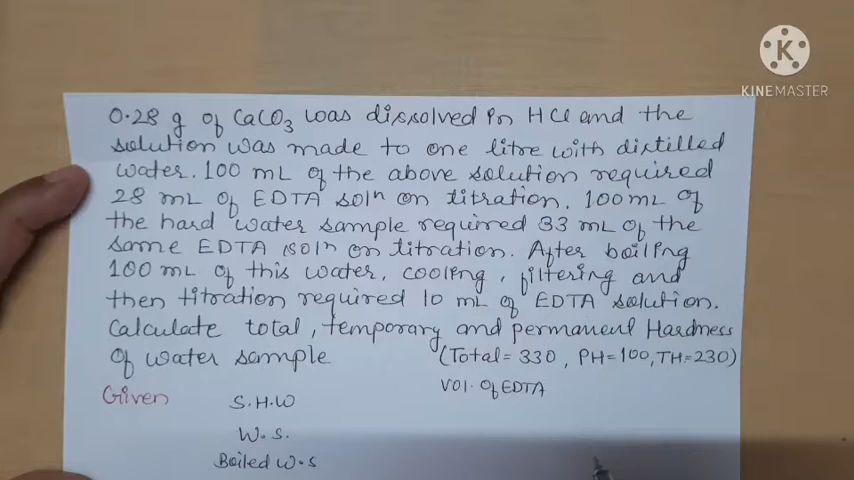 K
KINEMASTER
0.28 g of CaCO3 was dissolved in HCl and the
solution was made to one litre with distilled
water. 100 mL of the above solution required
28 mL of EDTA solⁿ on titration. 100 mL of
the hard water sample required 33 mL of the
same EDTA solⁿ on titration. After boiling
100 mL of this water, cooling, filtering and
then titration required 10 mL of EDTA solution.
Calculate total, temporary and permanent Hardness
of water sample (Total = 330, PH=100, TH=230)
Given Vol. of EDTA
S.H.W
W.S.
Boiled W.S